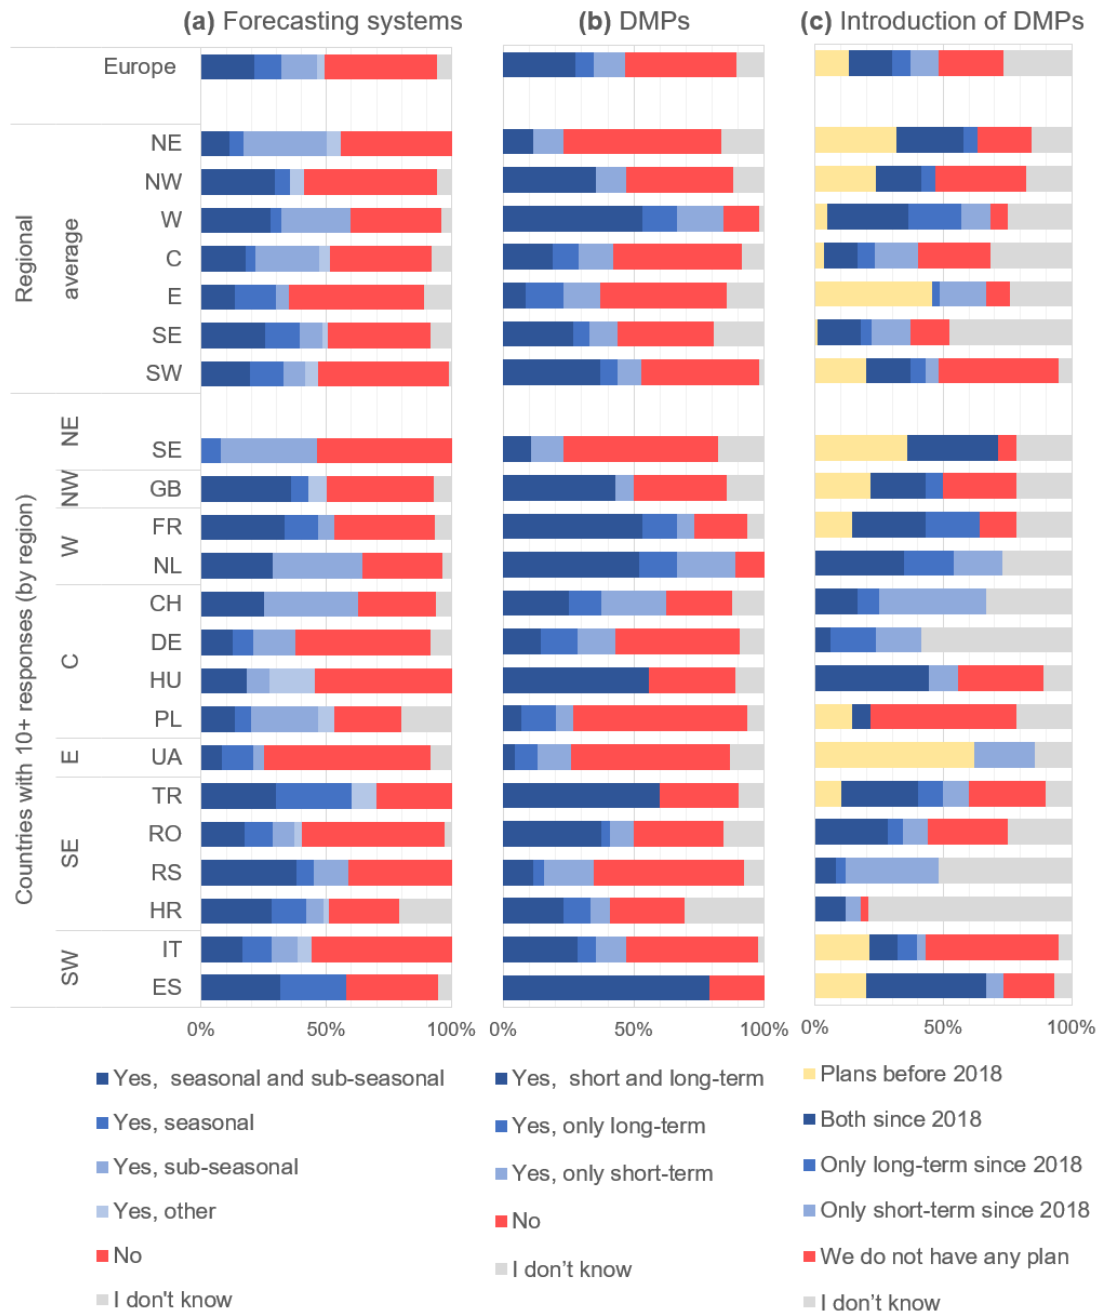 (a) Forecasting systems
(b) DMPs
(c) Introduction of DMPs
Europe
Regional
average
NE
NW
W
C
E
SE
SW
Countries with 10+ responses (by region)
NE
SE
NW
GB
W
FR
NL
C
CH
DE
HU
PL
E
UA
SE
TR
RO
RS
HR
SW
IT
ES
0% 50% 100%
0% 50% 100%
0% 50% 100%
Yes, seasonal and sub-seasonal
Yes, seasonal
Yes, sub-seasonal
Yes, other
No
I don't know
Yes, short and long-term
Yes, only long-term
Yes, only short-term
No
I don’t know
Plans before 2018
Both since 2018
Only long-term since 2018
Only short-term since 2018
We do not have any plan
I don’t know